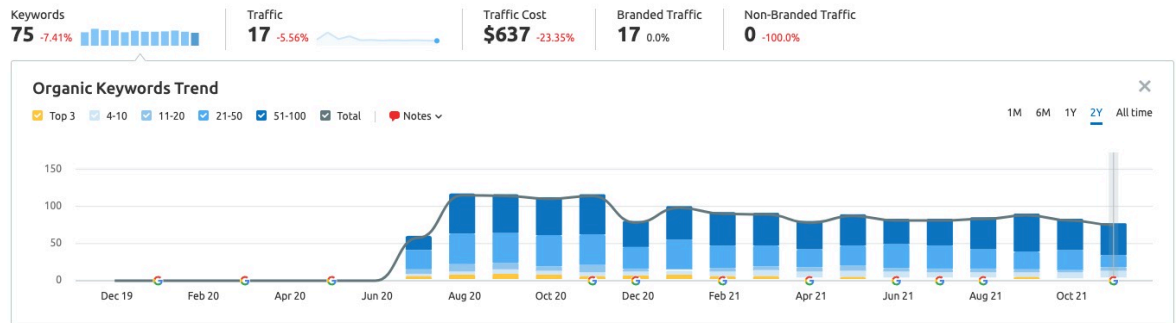 Keywords Traffic Traffic Cost Branded Traffic Non-Branded Traffic
75 -7.41% 17 -5.56% $637 -23.35% 17 0.0% 0 -100.0%
Organic Keywords Trend
Top 3 4-10 11-20 21-50 51-100 Total Notes 1M 6M 1Y 2Y All time
150
100
50
0
Dec 19 Feb 20 Apr 20 Jun 20 Aug 20 Oct 20 Dec 20 Feb 21 Apr 21 Jun 21 Aug 21 Oct 21